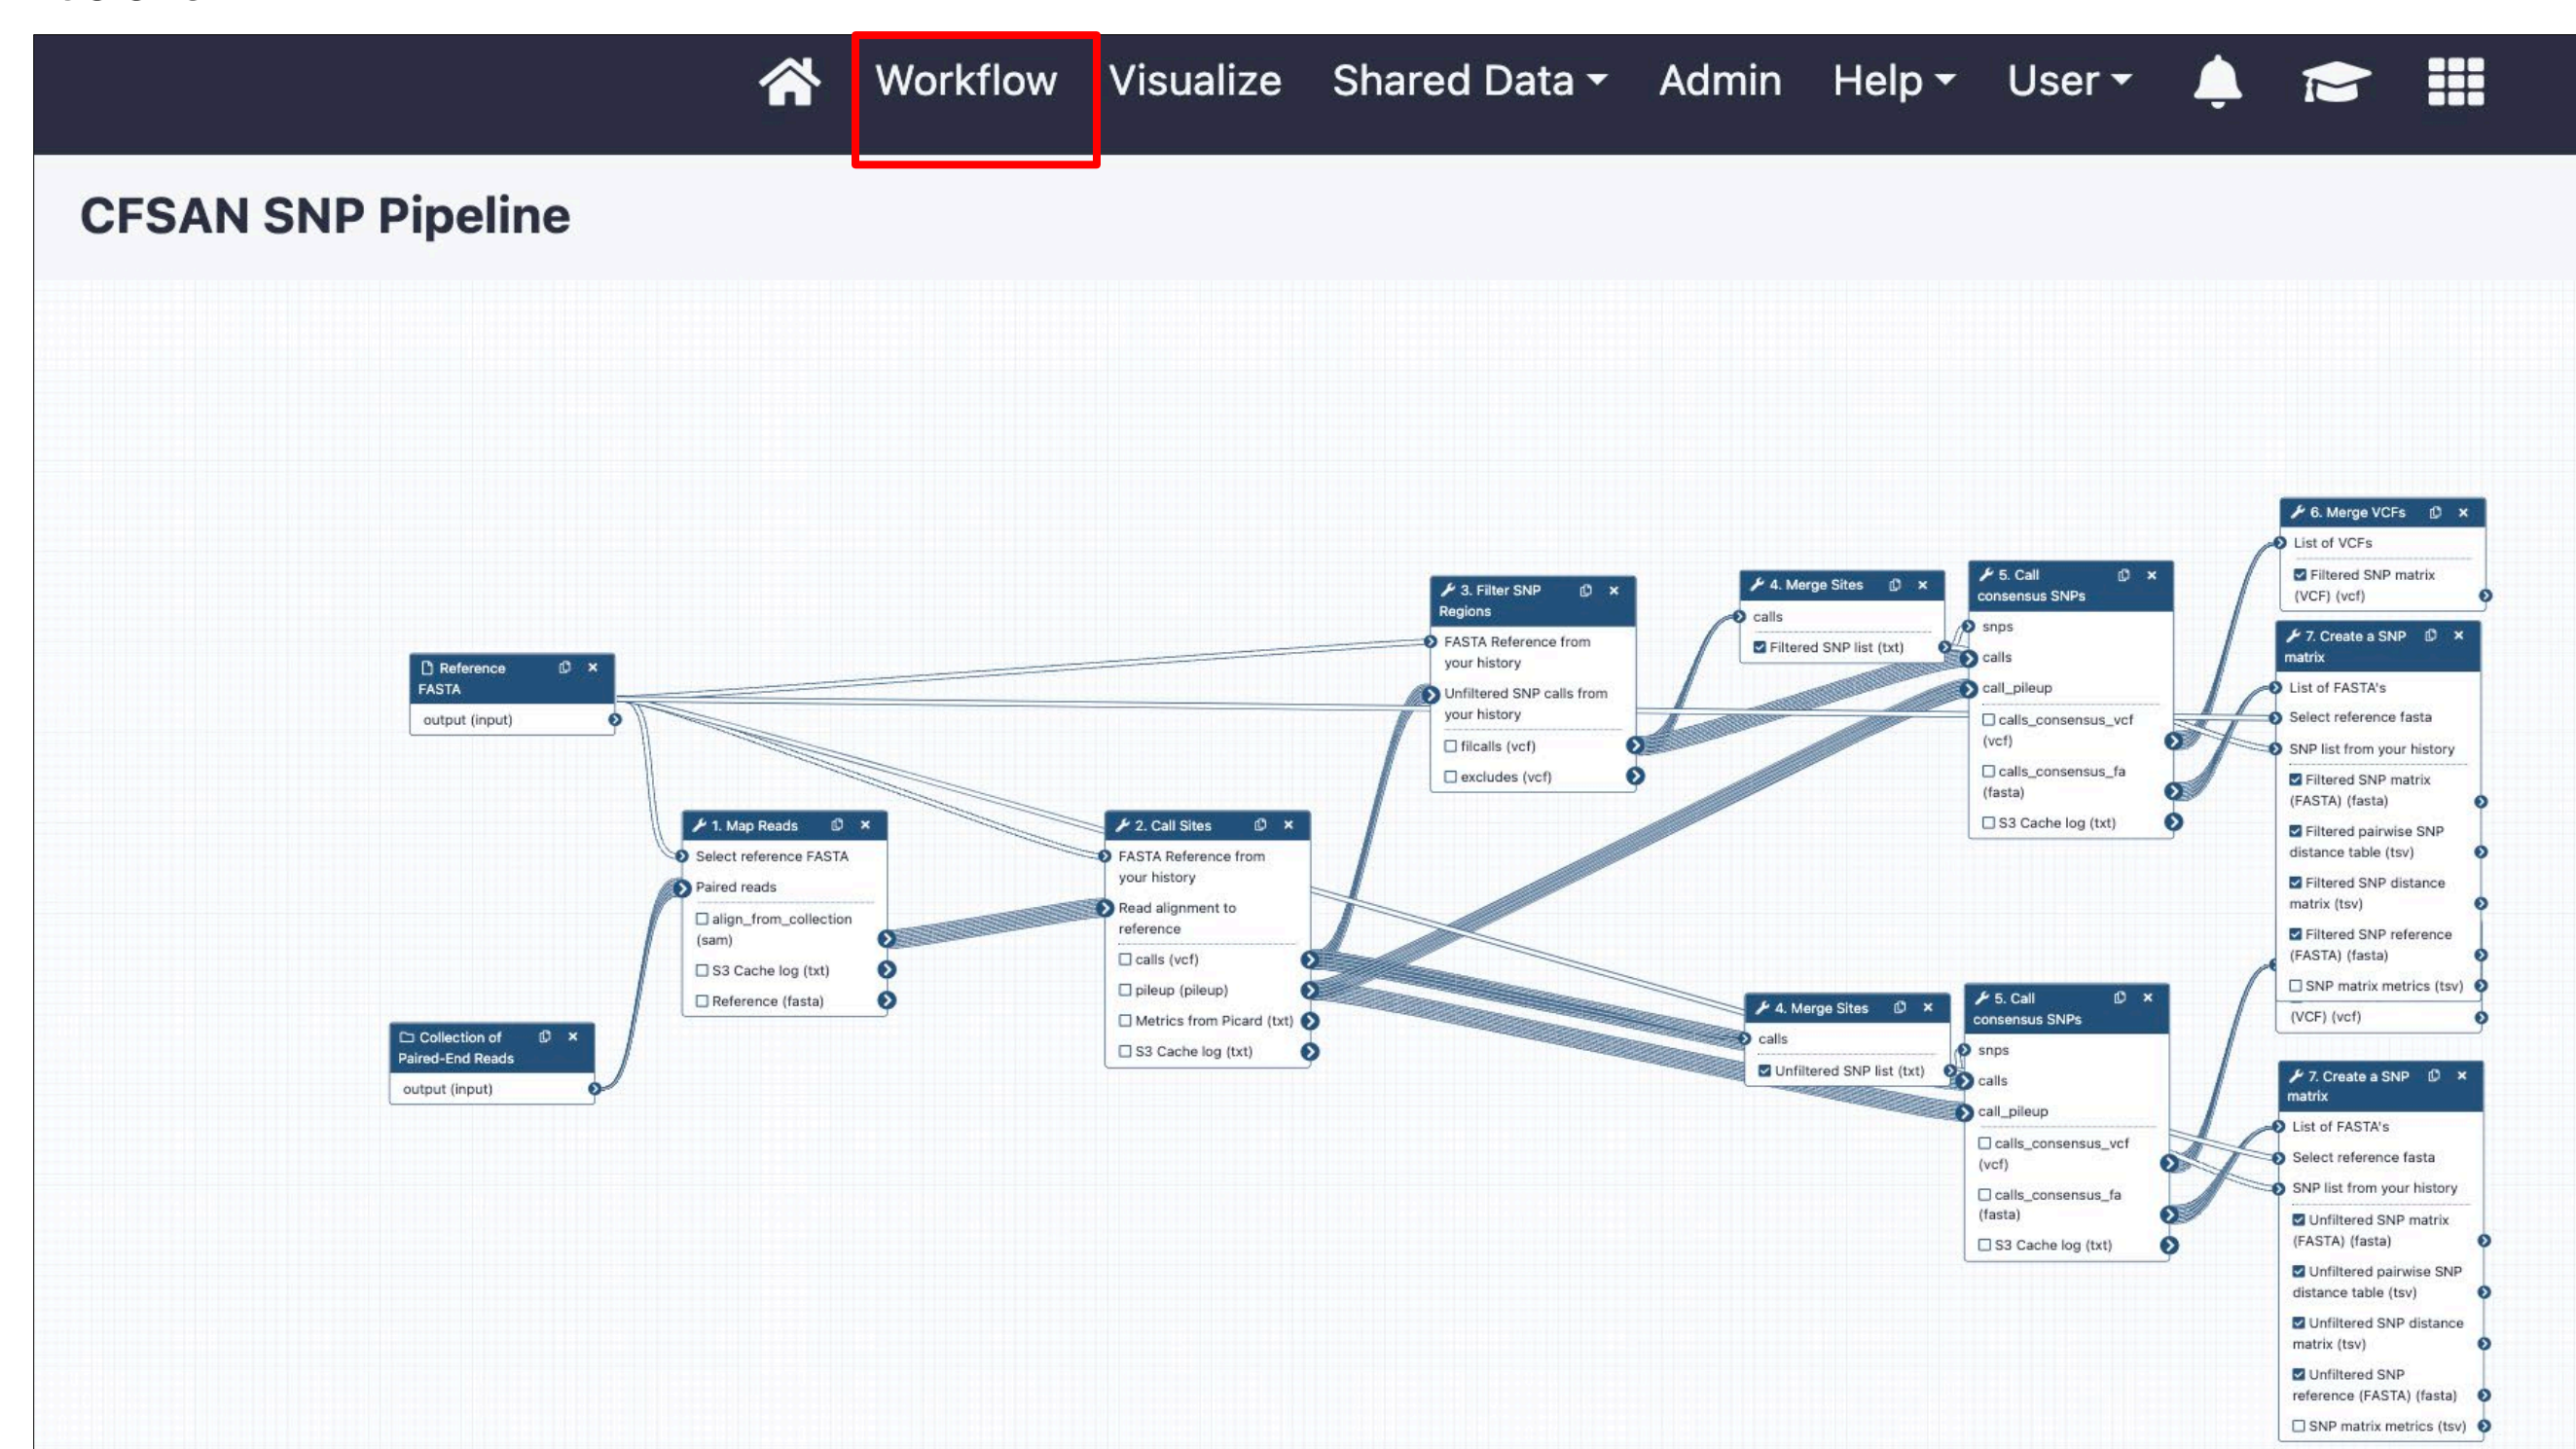 Workflow Visualize Shared Data Admin Help User
CFSAN SNP Pipeline
Reference
FASTA
output (input)
Collection of
Paired-End Reads
output (input)
1. Map Reads
Select reference FASTA
Paired reads
align_from_collection
(sam)
S3 Cache log (txt)
Reference (fasta)
2. Call Sites
FASTA Reference from
your history
Read alignment to
reference
calls (vcf)
pileup (pileup)
Metrics from Picard (txt)
S3 Cache log (txt)
3. Filter SNP
Regions
FASTA Reference from
your history
Unfiltered SNP calls from
your history
filcalls (vcf)
excludes (vcf)
4. Merge Sites
calls
Filtered SNP list (txt)
5. Call
consensus SNPs
snps
calls
call_pileup
calls_consensus_vcf
(vcf)
calls_consensus_fa
(fasta)
S3 Cache log (txt)
6. Merge VCFs
List of VCFs
Filtered SNP matrix
(VCF) (vcf)
7. Create a SNP
matrix
List of FASTA's
Select reference fasta
SNP list from your history
Filtered SNP matrix
(FASTA) (fasta)
Filtered pairwise SNP
distance table (tsv)
Filtered SNP distance
matrix (tsv)
Filtered SNP reference
(FASTA) (fasta)
SNP matrix metrics (tsv)
(VCF) (vcf)
4. Merge Sites
calls
Unfiltered SNP list (txt)
5. Call
consensus SNPs
snps
calls
call_pileup
calls_consensus_vcf
(vcf)
calls_consensus_fa
(fasta)
S3 Cache log (txt)
7. Create a SNP
matrix
List of FASTA's
Select reference fasta
SNP list from your history
Unfiltered SNP matrix
(FASTA) (fasta)
Unfiltered pairwise SNP
distance table (tsv)
Unfiltered SNP distance
matrix (tsv)
Unfiltered SNP
reference (FASTA) (fasta)
SNP matrix metrics (tsv)